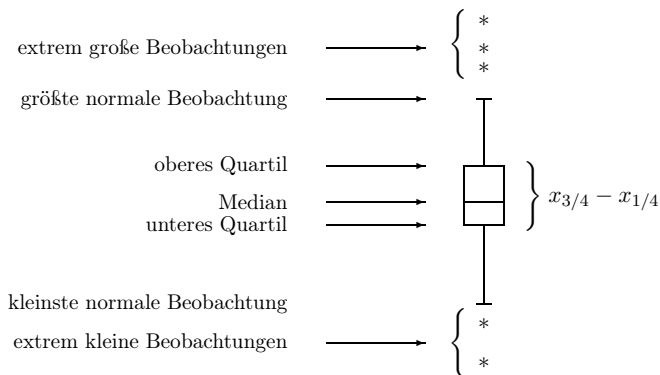 extrem große Beobachtungen
größte normale Beobachtung
oberes Quartil
Median
unteres Quartil
x_{3/4} − x_{1/4}
kleinste normale Beobachtung
extrem kleine Beobachtungen